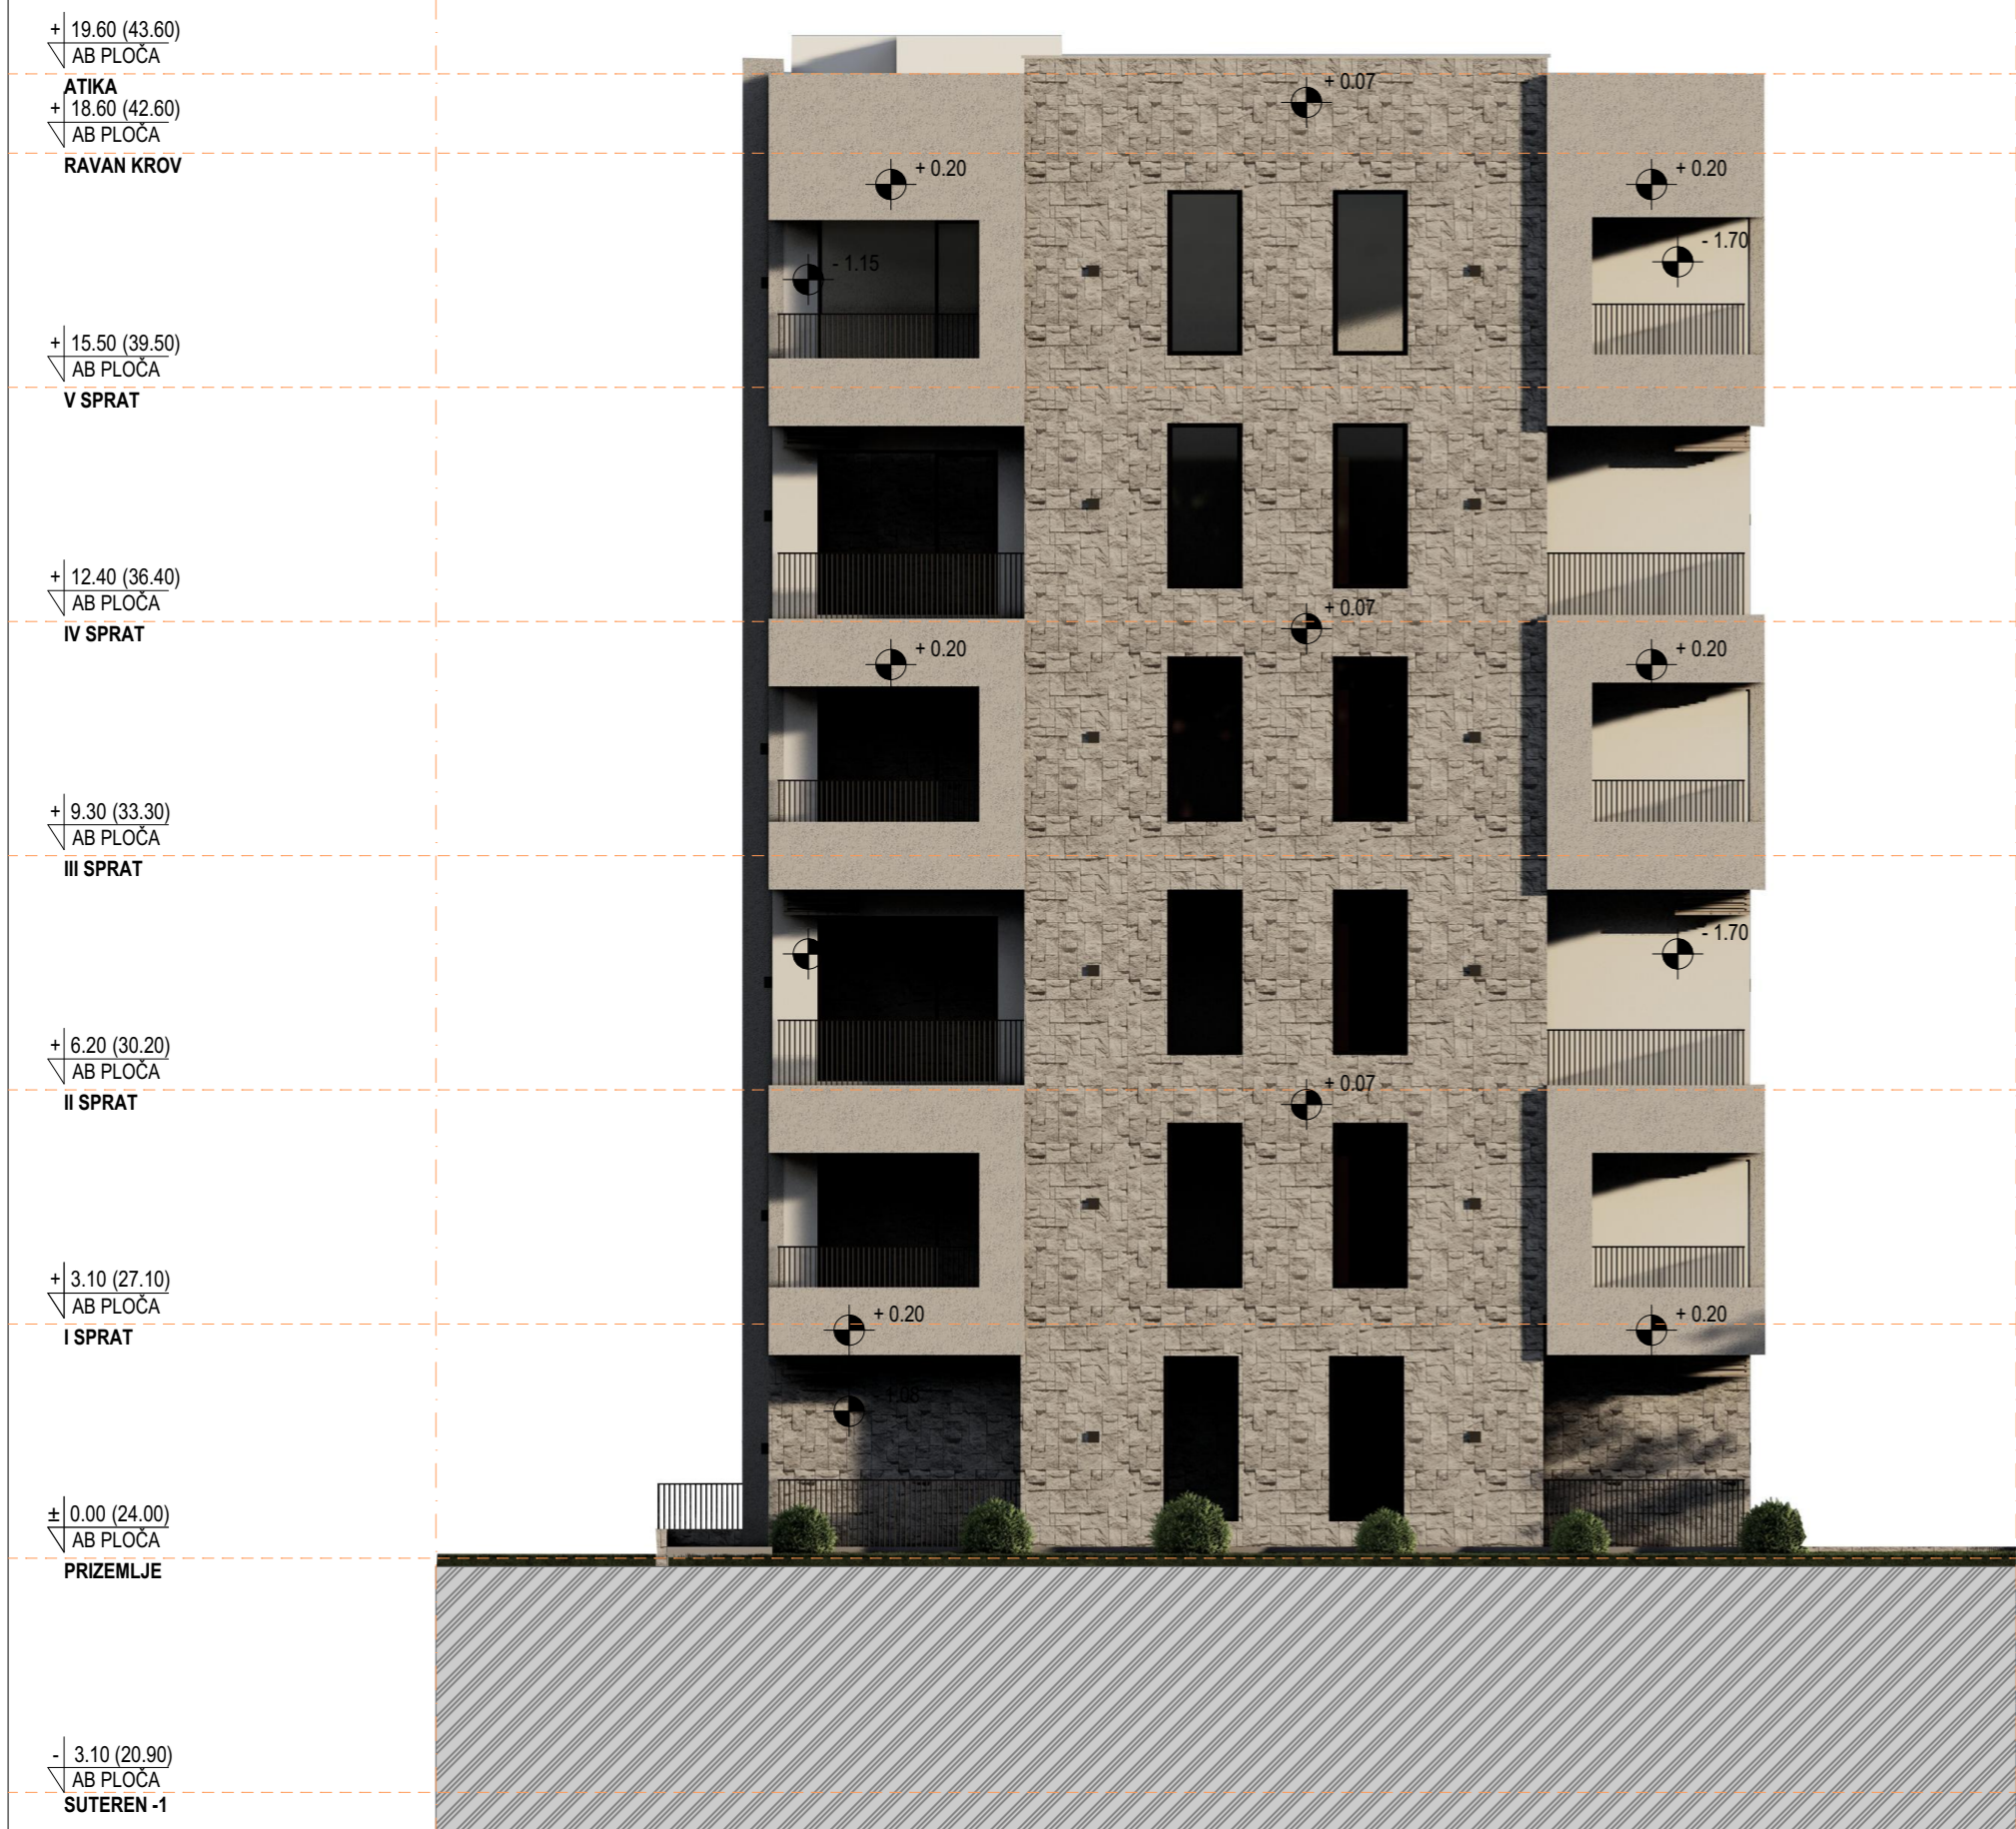 + 19.60 (43.60)
AB PLOČA
ATIKA
+ 18.60 (42.60)
AB PLOČA
RAVAN KROV
+ 15.50 (39.50)
AB PLOČA
V SPRAT
+ 12.40 (36.40)
AB PLOČA
IV SPRAT
+ 9.30 (33.30)
AB PLOČA
III SPRAT
+ 6.20 (30.20)
AB PLOČA
II SPRAT
+ 3.10 (27.10)
AB PLOČA
I SPRAT
± 0.00 (24.00)
AB PLOČA
PRIZEMLJE
- 3.10 (20.90)
AB PLOČA
SUTEREN -1
+ 0.07
+ 0.20
+ 0.20
- 1.70
- 1.15
+ 0.07
+ 0.20
+ 0.20
- 1.70
+ 0.07
+ 0.20
+ 0.20